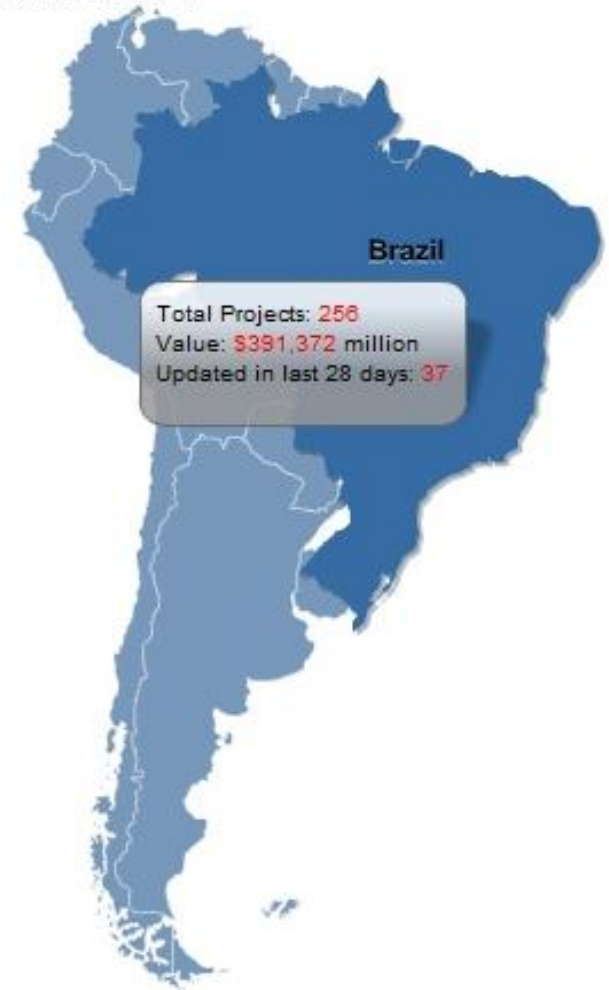 Brazil
Total Projects: 256
Value: $391,372 million
Updated in last 28 days: 37